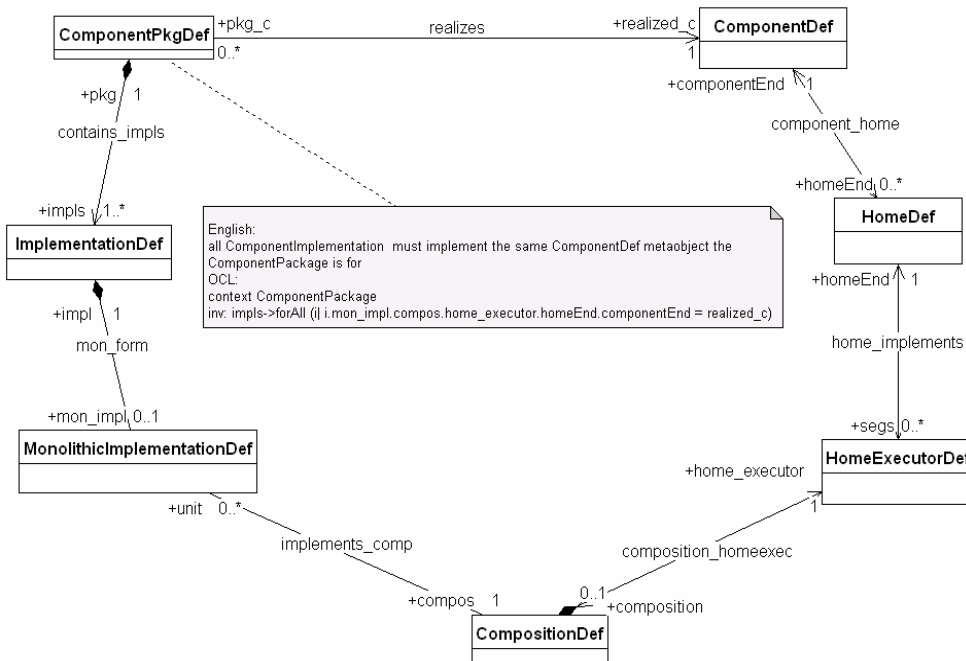 ComponentPkgDef
+pkg_c
0..*
realizes
+realized_c
1
ComponentDef
+componentEnd
1
+pkg
1
contains_impls
component_home
+impls
1..*
+homeEnd
0..*
ImplementationDef
HomeDef
English:
all ComponentImplementation must implement the same ComponentDef metaobject the
ComponentPackage is for
OCL:
context ComponentPackage
inv: impls->forAll (i| i.mon_impl.compos.home_executor.homeEnd.componentEnd = realized_c)
+homeEnd
1
+impl
1
mon_form
home_implements
+mon_impl
0..1
+segs
0..*
MonolithicImplementationDef
HomeExecutorDef
+home_executor
1
+unit
0..*
implements_comp
composition_homeexec
+compos
1
0..1
+composition
CompositionDef